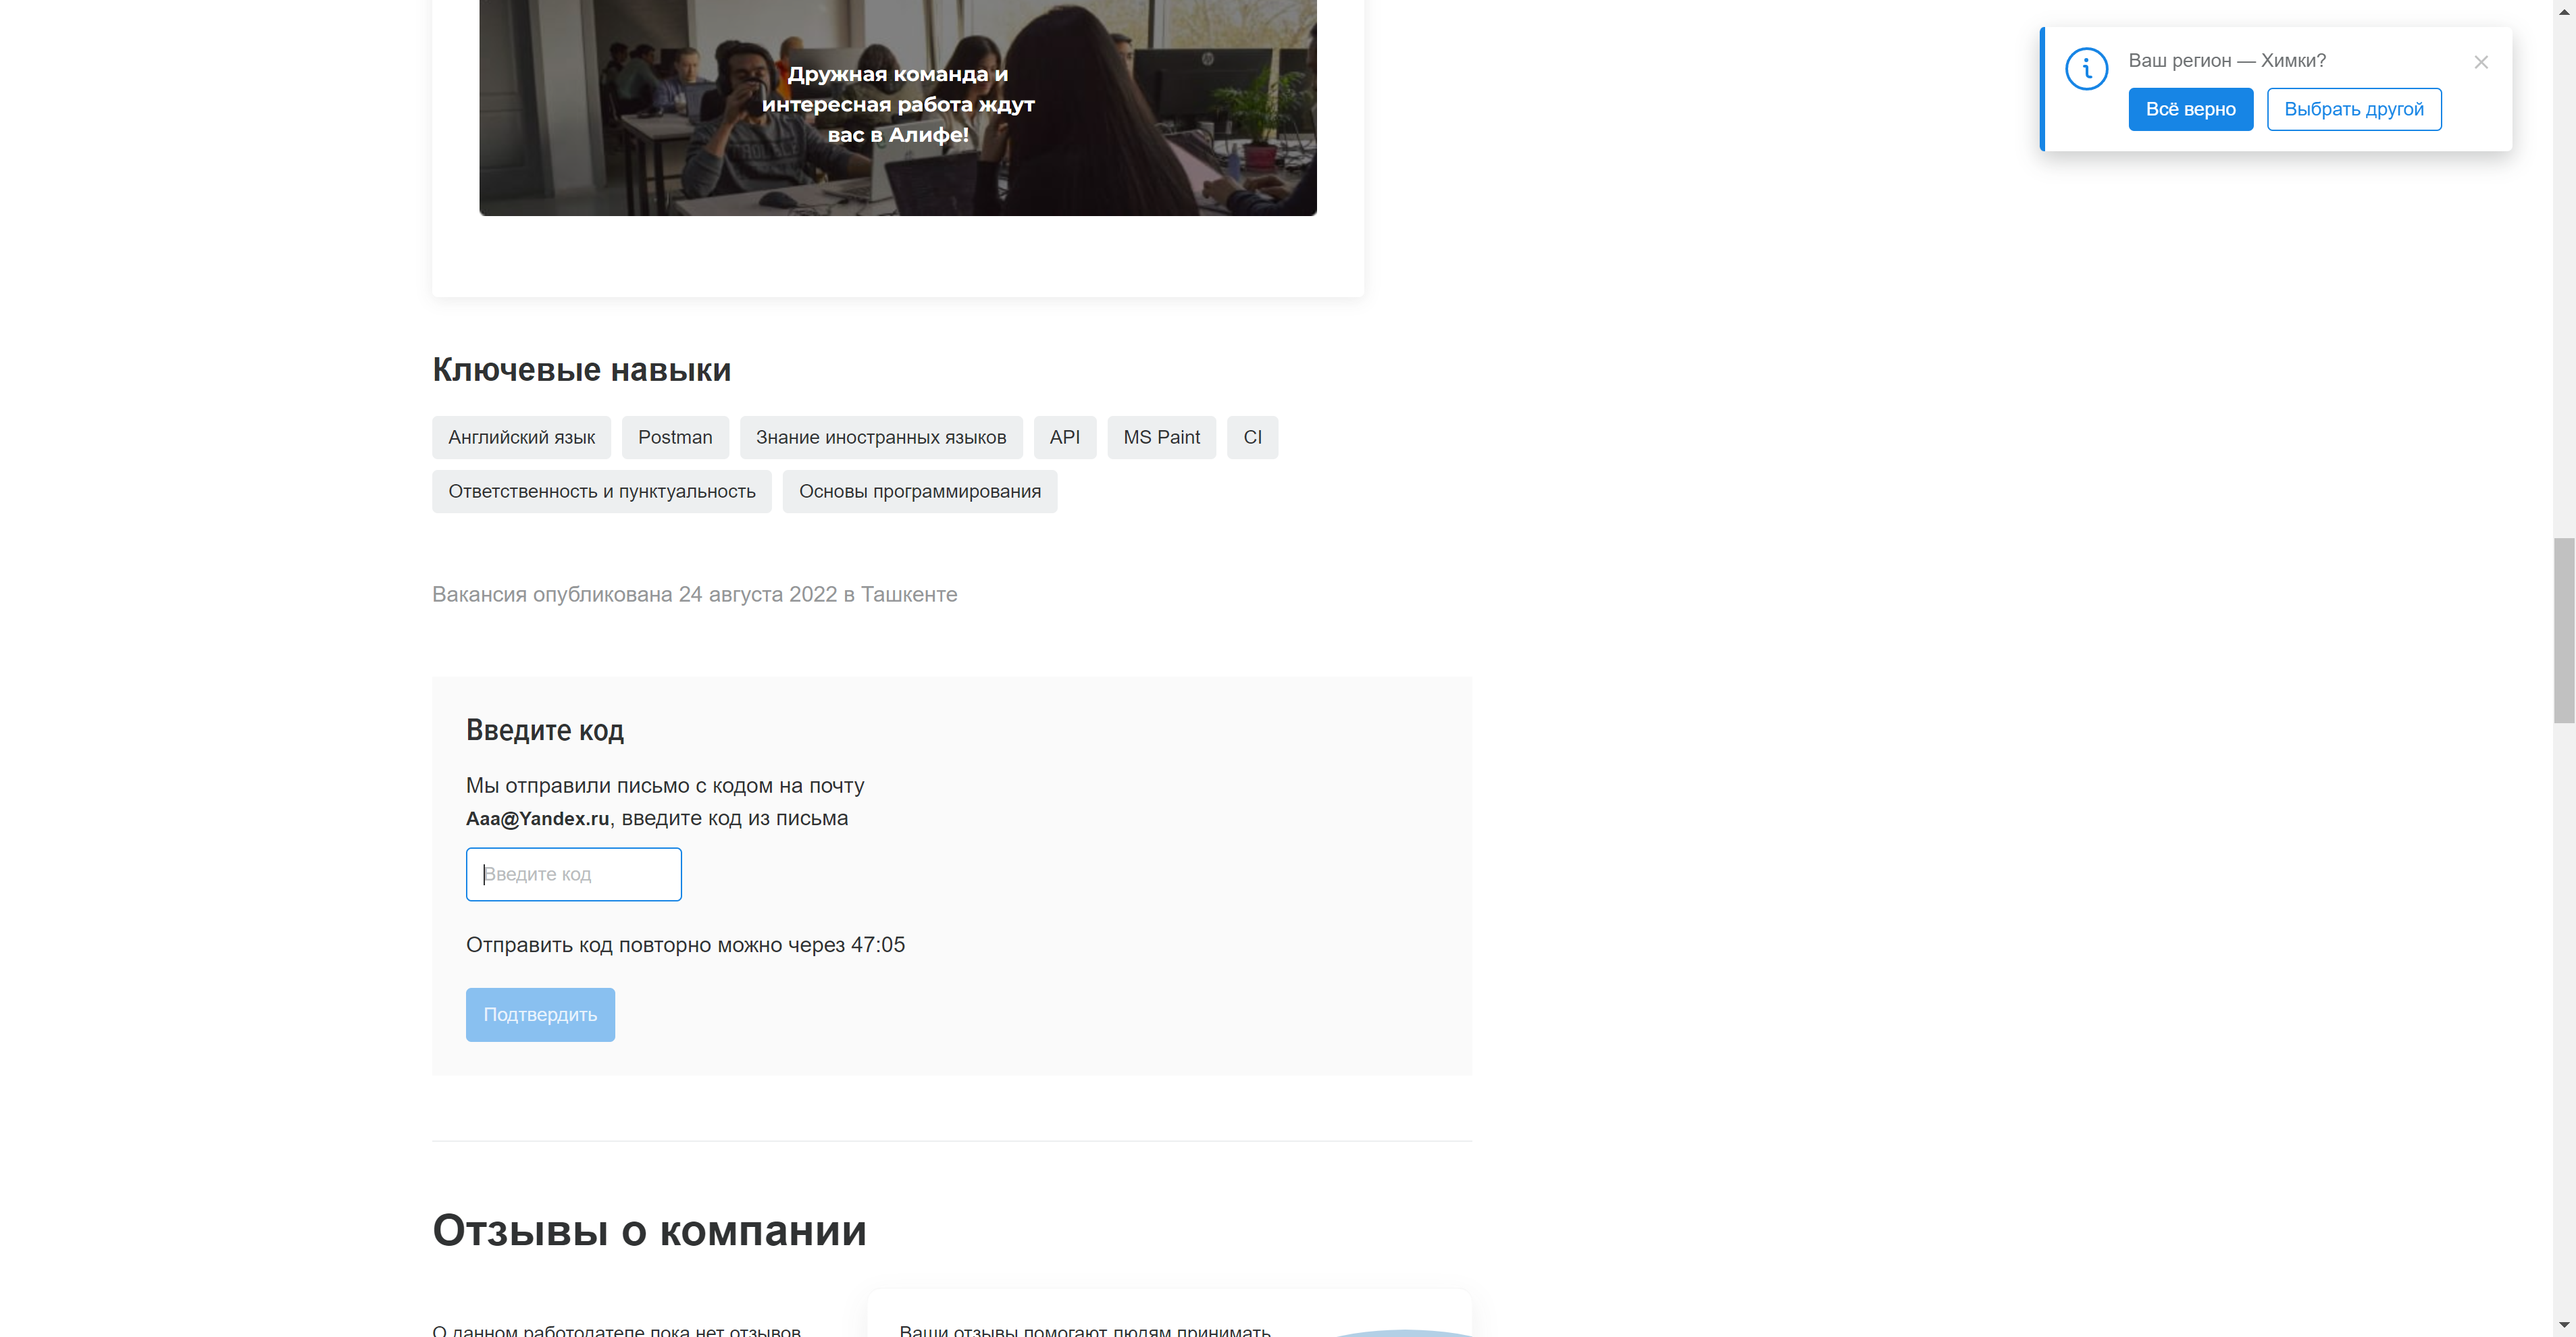 Дружная команда и
интересная работа ждут
вас в Алифе!
Ваш регион — Химки?
Всё верно
Выбрать другой
Ключевые навыки
Английский язык
Postman
Знание иностранных языков
API
MS Paint
CI
Ответственность и пунктуальность
Основы программирования
Вакансия опубликована 24 августа 2022 в Ташкенте
Введите код
Мы отправили письмо с кодом на почту
Aaa@Yandex.ru, введите код из письма
Введите код
Отправить код повторно можно через 47:05
Подтвердить
Отзывы о компании
О данном работодателе пока нет отзывов
Ваши отзывы помогают людям принимать